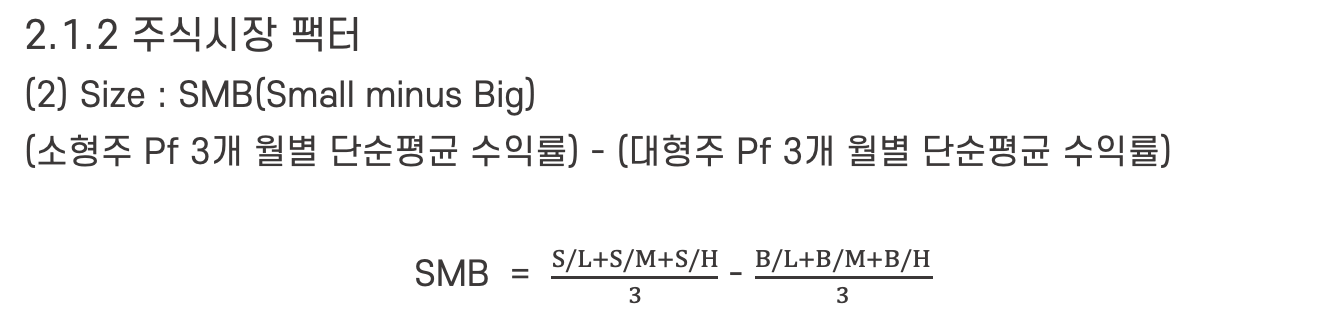 2.1.2 주식시장 팩터
(2) Size : SMB(Small minus Big)
(소형주 Pf 3개 월별 단순평균 수익률) - (대형주 Pf 3개 월별 단순평균 수익률)
SMB = \frac{S/L+S/M+S/H}{3} - \frac{B/L+B/M+B/H}{3}